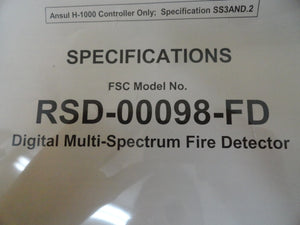 Ansul H-1000 Controller Only; Specification SS3AND.2
SPECIFICATIONS
FSC Model No.
RSD-00098-FD
Digital Multi-Spectrum Fire Detector